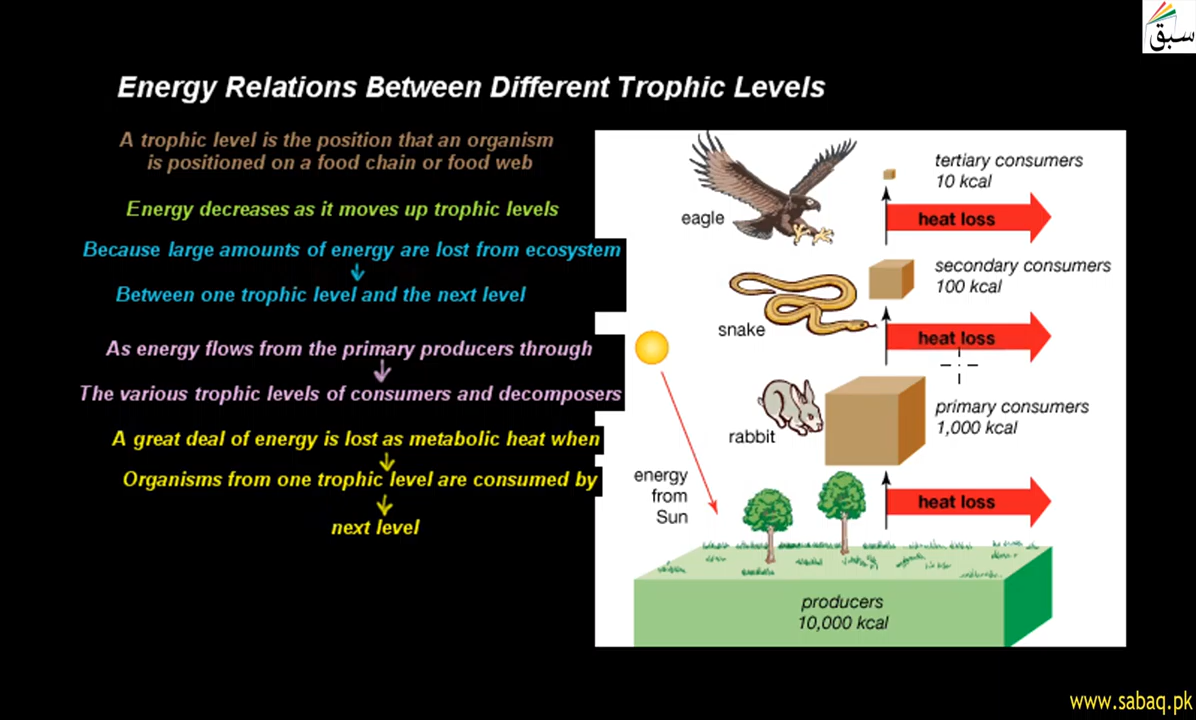 سبق
Energy Relations Between Different Trophic Levels
A trophic level is the position that an organism
is positioned on a food chain or food web
Energy decreases as it moves up trophic levels
Because large amounts of energy are lost from ecosystem
Between one trophic level and the next level
As energy flows from the primary producers through
The various trophic levels of consumers and decomposers
A great deal of energy is lost as metabolic heat when
Organisms from one trophic level are consumed by
next level
tertiary consumers
10 kcal
eagle
heat loss
secondary consumers
100 kcal
snake
heat loss
primary consumers
1,000 kcal
rabbit
energy
from
Sun
heat loss
producers
10,000 kcal
www.sabaq.pk